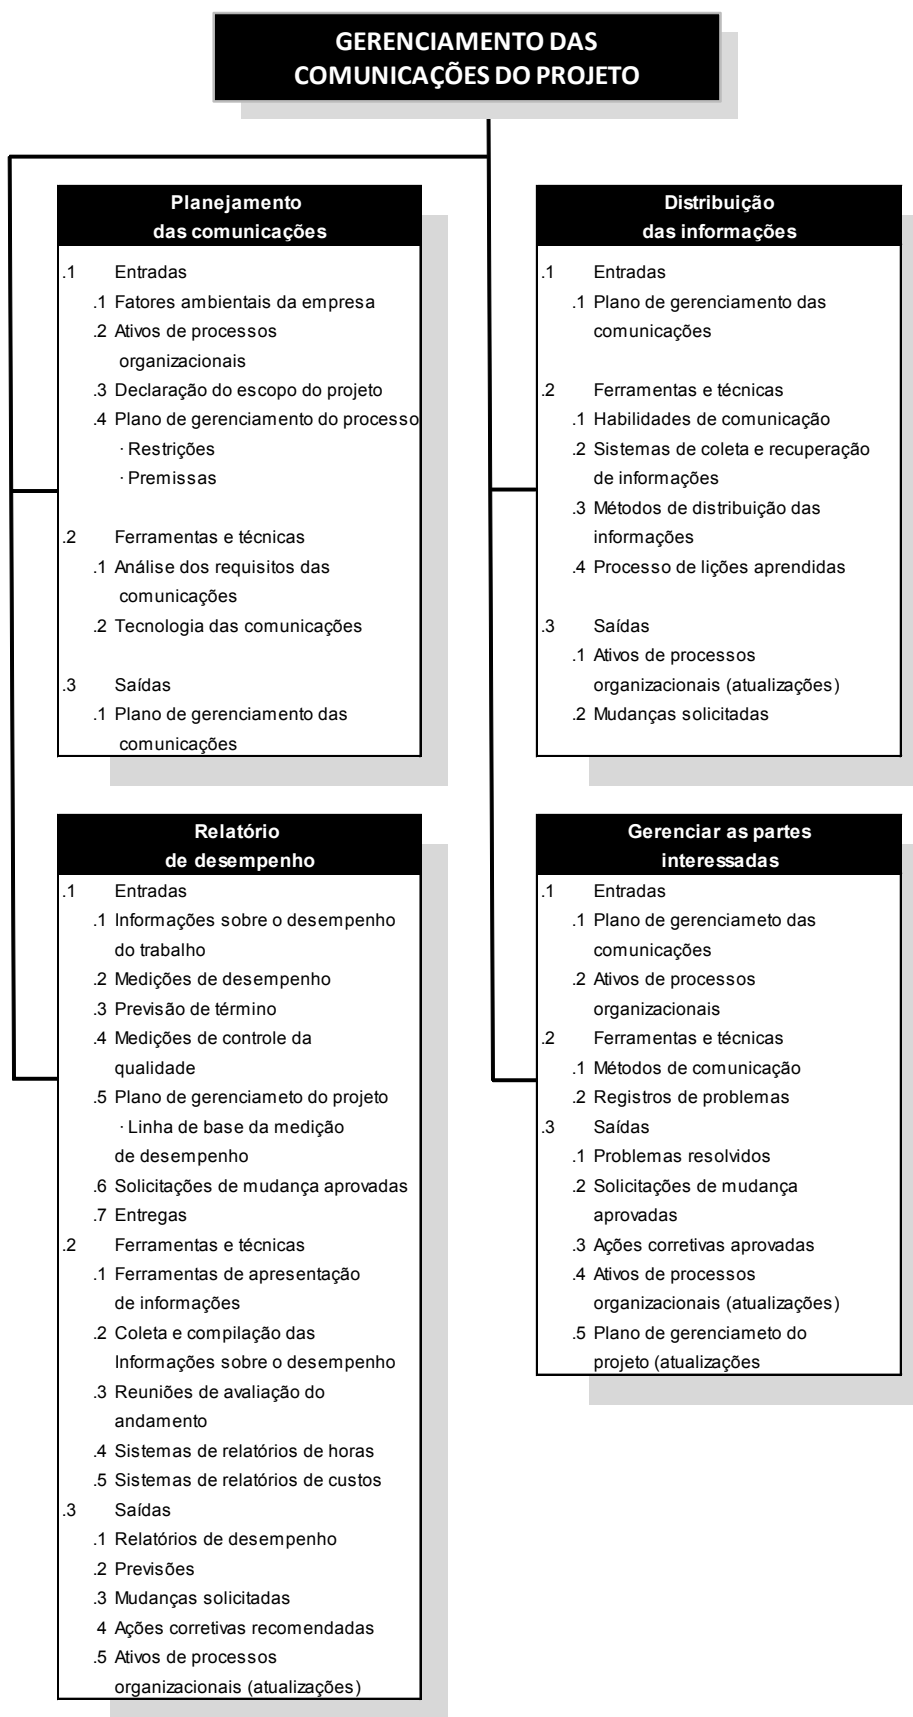 GERENCIAMENTO DAS
COMUNICAÇÕES DO PROJETO
Planejamento
das comunicações
.1 Entradas
.1 Fatores ambientais da empresa
.2 Ativos de processos
organizacionais
.3 Declaração do escopo do projeto
.4 Plano de gerenciamento do processo
· Restrições
· Premissas
.2 Ferramentas e técnicas
.1 Análise dos requisitos das
comunicações
.2 Tecnologia das comunicações
.3 Saídas
.1 Plano de gerenciamento das
comunicações
Distribuição
das informações
.1 Entradas
.1 Plano de gerenciamento das
comunicações
.2 Ferramentas e técnicas
.1 Habilidades de comunicação
.2 Sistemas de coleta e recuperação
de informações
.3 Métodos de distribuição das
informações
.4 Processo de lições aprendidas
.3 Saídas
.1 Ativos de processos
organizacionais (atualizações)
.2 Mudanças solicitadas
Relatório
de desempenho
.1 Entradas
.1 Informações sobre o desempenho
do trabalho
.2 Medições de desempenho
.3 Previsão de término
.4 Medições de controle da
qualidade
.5 Plano de gerenciameto do projeto
· Linha de base da medição
de desempenho
.6 Solicitações de mudança aprovadas
.7 Entregas
.2 Ferramentas e técnicas
.1 Ferramentas de apresentação
de informações
.2 Coleta e compilação das
Informações sobre o desempenho
.3 Reuniões de avaliação do
andamento
.4 Sistemas de relatórios de horas
.5 Sistemas de relatórios de custos
.3 Saídas
.1 Relatórios de desempenho
.2 Previsões
.3 Mudanças solicitadas
4 Ações corretivas recomendadas
.5 Ativos de processos
organizacionais (atualizações)
Gerenciar as partes
interessadas
.1 Entradas
.1 Plano de gerenciameto das
comunicações
.2 Ativos de processos
organizacionais
.2 Ferramentas e técnicas
.1 Métodos de comunicação
.2 Registros de problemas
.3 Saídas
.1 Problemas resolvidos
.2 Solicitações de mudança
aprovadas
.3 Ações corretivas aprovadas
.4 Ativos de processos
organizacionais (atualizações)
.5 Plano de gerenciameto do
projeto (atualizações